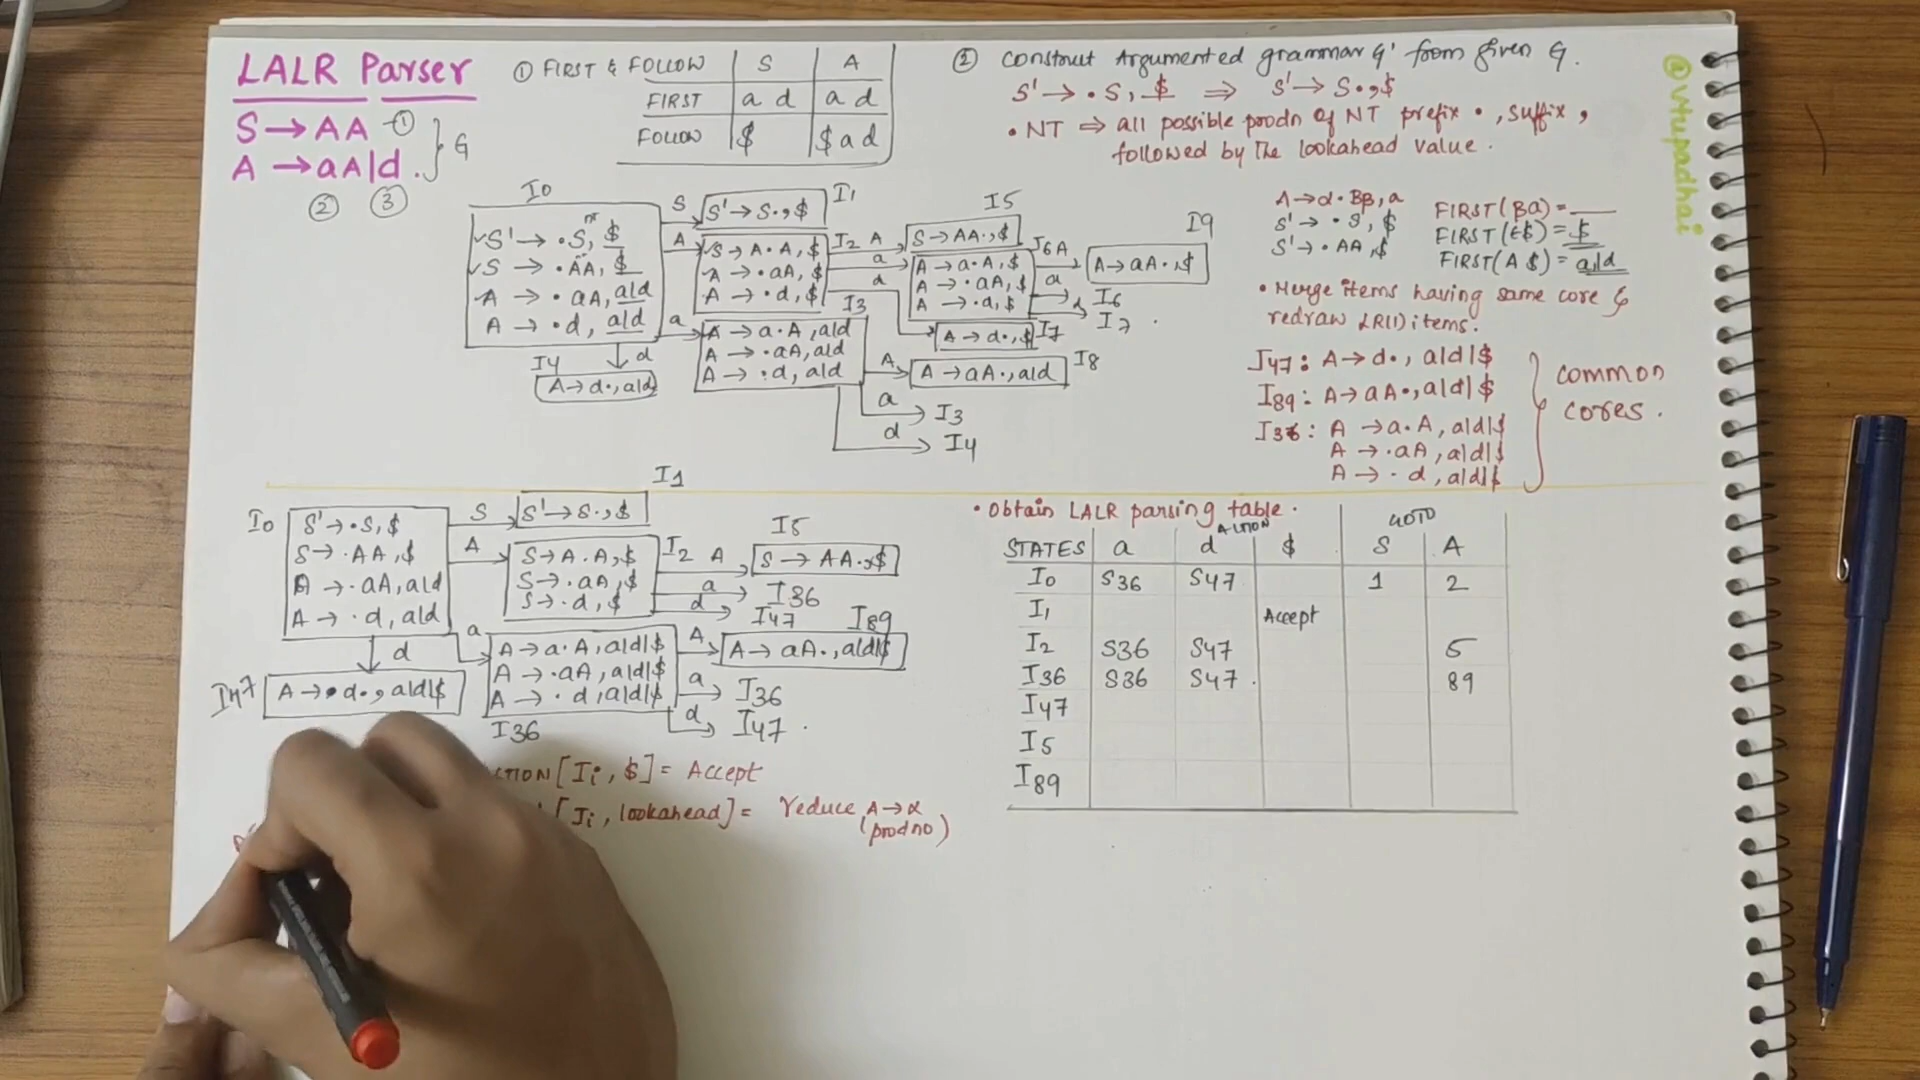 LALR Parser
S → AA -①
A → aA|d .
② ③
} G
① FIRST & FOLLOW S A
FIRST a d a d
FOLLOW $ $ a d
② Construct Argumented grammar G' from given G.
S' → • S, $ ⇒ S' → S•,$
• NT ⇒ all possible prodn of NT prefix • , suffix ,
followed by The lookahead value .
@Vtupadhai
I0
S' → •S, $
S → •AA, $
A → • aA, a|d
A → •d, a|d
S
S' → S•,$
I1
A
S → A•A, $
A → •aA, $
A → •d, $
I2
A
S → AA•,$
I5
a
A → a•A, $
A → •aA, $
A → •d, $
I6
A
A → aA•,$
I9
a
I6
d
I7 .
d
A → d•, $
I7
a
I3
A → a•A, a|d
A → •aA, a|d
A → •d, a|d
A
A → aA•, a|d
I8
a
I3
d
I4
I4
d
A → d•, a|d
A → α • Bβ, a
S' → • S', $
S' → • AA, $
FIRST(βa) = ___
FIRST(ϵ$) = $
FIRST(A $) = a|d
• Merge items having same core &
redraw LR(1) items.
I47 : A → d•, a|d|$
I89 : A → aA•, a|d|$
I36 : A → a•A, a|d|$
A → •aA, a|d|$
A → • d, a|d|$
common
cores .
I0
S' → •S, $
S → •AA, $
A → •aA, a|d
A → •d, a|d
S
S' → S•,$
I1
A
S → A•A, $
S → •aA, $
S → •d, $
I2
A
S → AA•,$
I5
a
I36
d
I47
a
A → a•A, a|d|$
A → •aA, a|d|$
A → •d, a|d|$
I36
A
A → aA•, a|d|$
I89
a
I36
d
I47 .
d
I47
A → •d•, a|d|$
CTION [Ii, $] = Accept
[Ii, lookahead] = reduce A → α
(prod no)
• Obtain LALR parsing table .
ACTION GOTO
STATES a d $ S A
I0 S36 S47 1 2
I1 Accept
I2 S36 S47 5
I36 S36 S47 . 89
I47
I5
I89